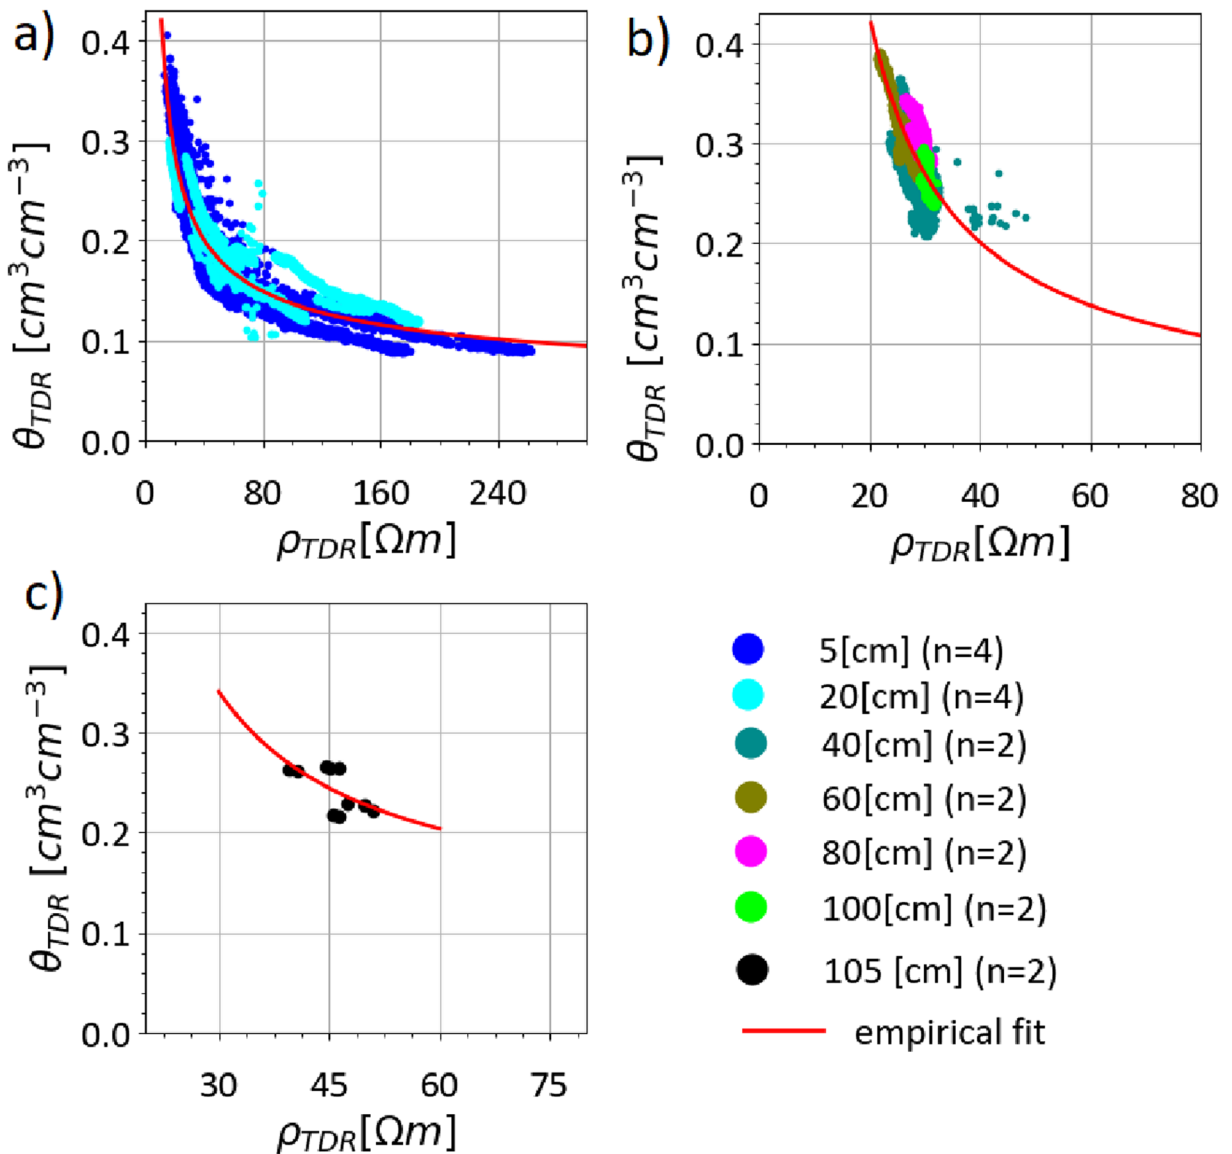 a)
θTDR [cm³cm⁻³]
0.4
0.3
0.2
0.1
0.0
0 80 160 240
ρTDR[Ωm]
b)
θTDR [cm³cm⁻³]
0.4
0.3
0.2
0.1
0.0
0 20 40 60 80
ρTDR[Ωm]
c)
θTDR [cm³cm⁻³]
0.4
0.3
0.2
0.1
0.0
30 45 60 75
ρTDR[Ωm]
5[cm] (n=4)
20[cm] (n=4)
40[cm] (n=2)
60[cm] (n=2)
80[cm] (n=2)
100[cm] (n=2)
105 [cm] (n=2)
empirical fit